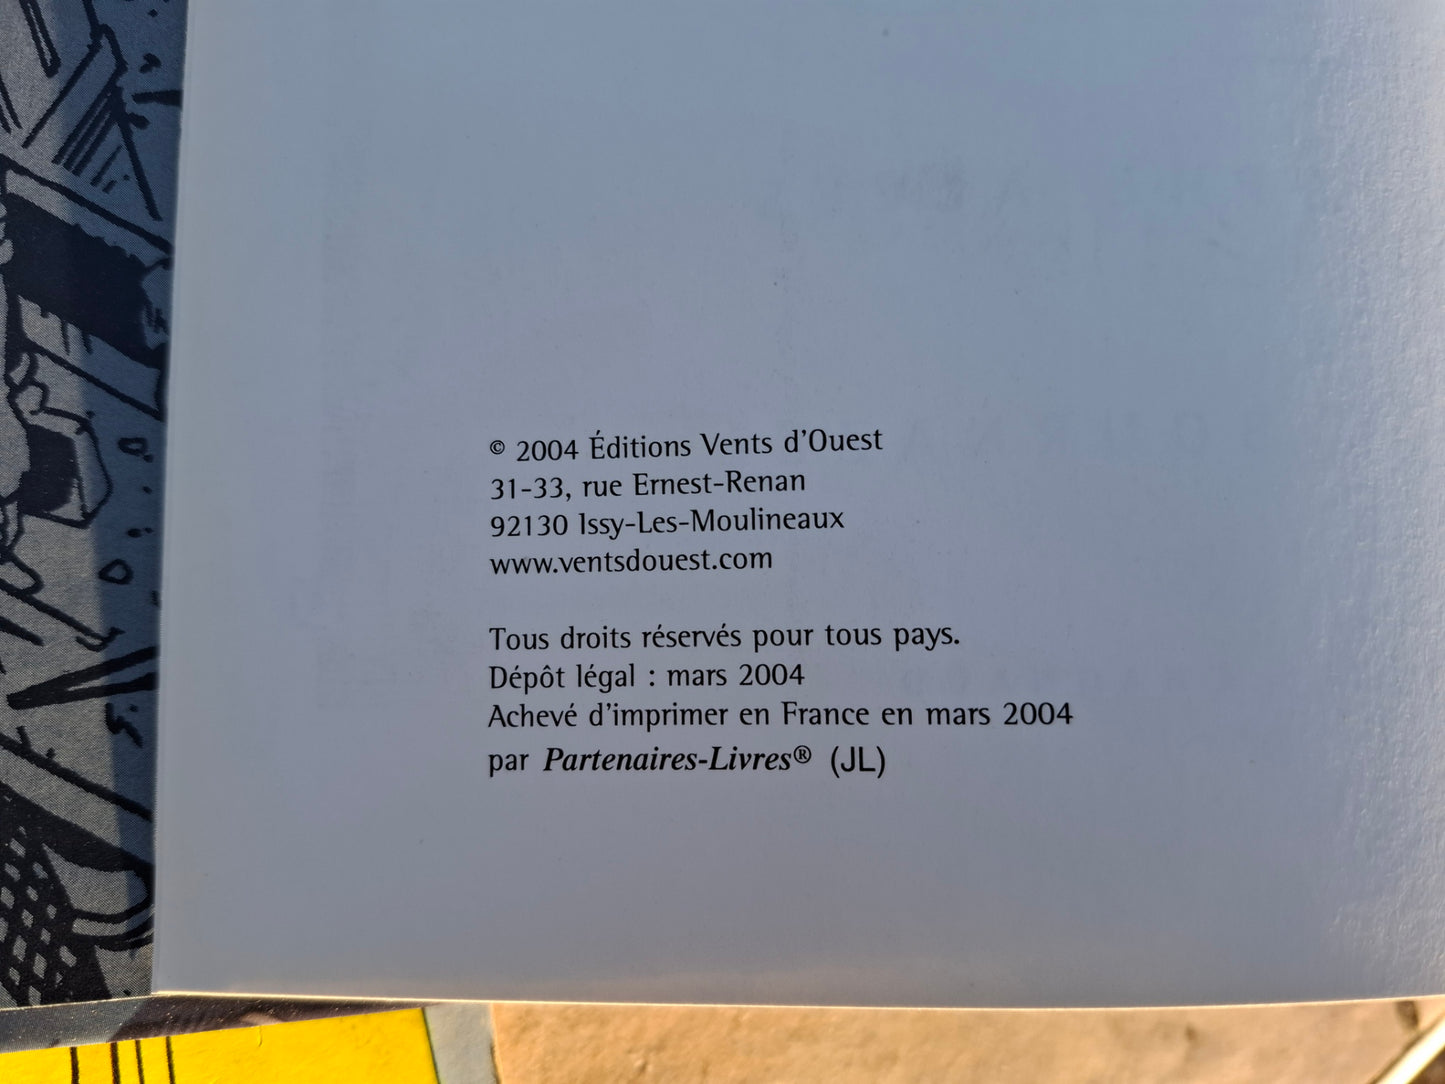 © 2004 Éditions Vents d'Ouest
31-33, rue Ernest-Renan
92130 Issy-Les-Moulineaux
www.ventsdouest.com
Tous droits réservés pour tous pays.
Dépôt légal : mars 2004
Achevé d'imprimer en France en mars 2004
par Partenaires-Livres® (JL)